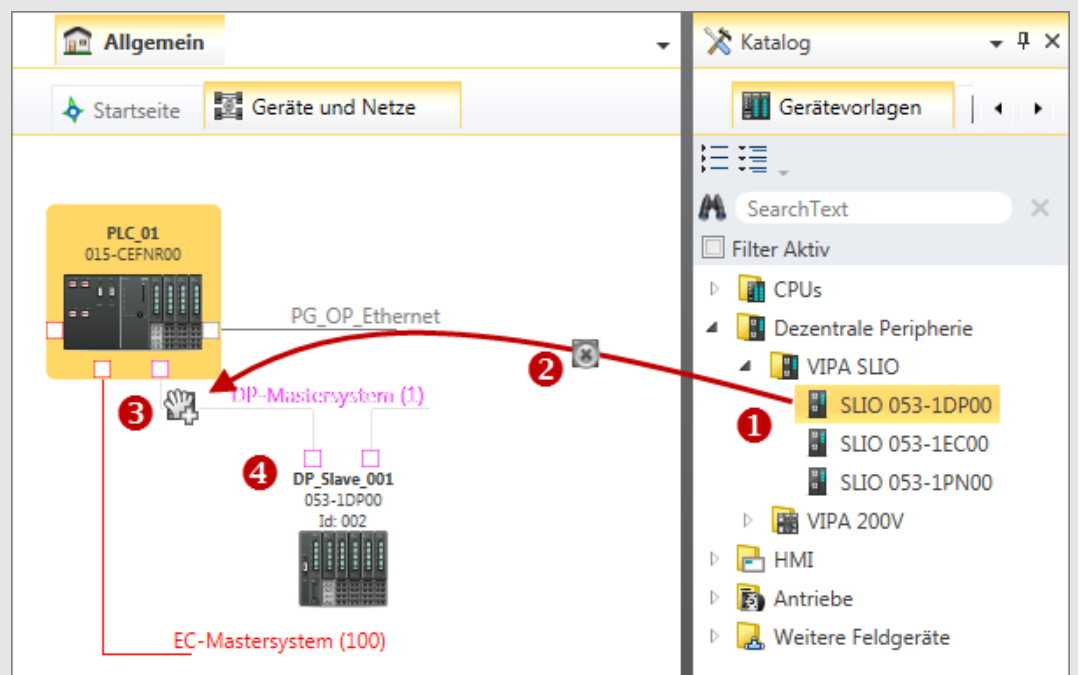 Allgemein
Katalog
Startseite
Geräte und Netze
Gerätevorlagen
SearchText
Filter Aktiv
PLC_01
015-CEFNR00
PG_OP_Ethernet
2
3
DP-Mastersystem (1)
1
4
DP_Slave_001
053-1DP00
Id: 002
EC-Mastersystem (100)
CPUs
Dezentrale Peripherie
VIPA SLIO
SLIO 053-1DP00
SLIO 053-1EC00
SLIO 053-1PN00
VIPA 200V
HMI
Antriebe
Weitere Feldgeräte